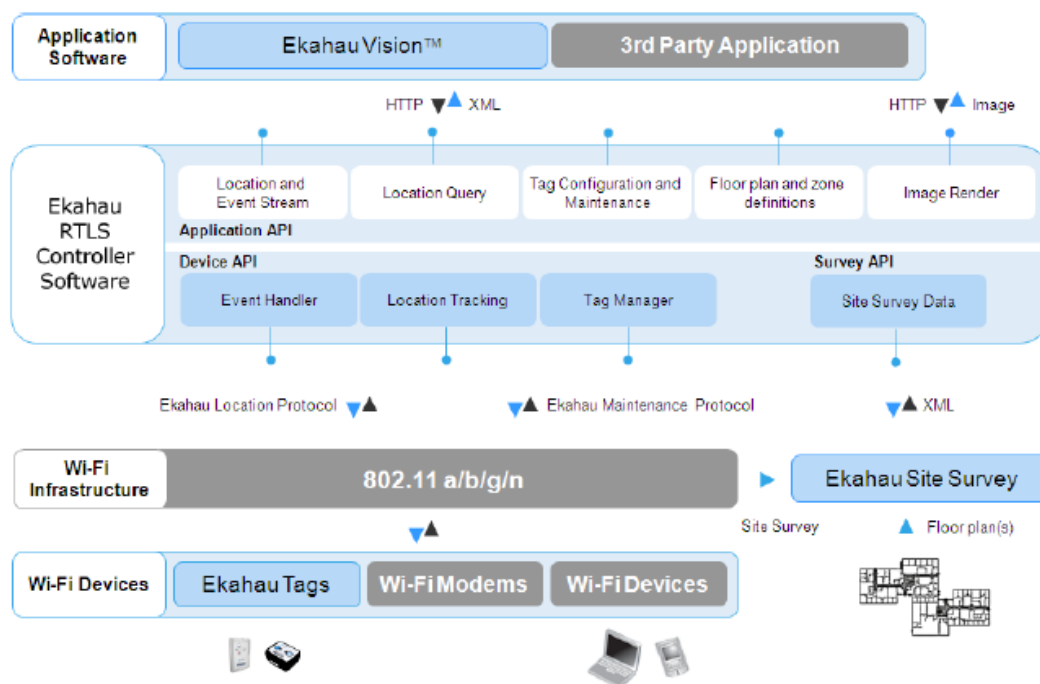 Application
Software
Ekahau Vision™
3rd Party Application
HTTP
XML
HTTP
Image
Ekahau
RTLS
Controller
Software
Location and
Event Stream
Location Query
Tag Configuration and
Maintenance
Floor plan and zone
definitions
Image Render
Application API
Device API
Survey API
Event Handler
Location Tracking
Tag Manager
Site Survey Data
Ekahau Location Protocol
Ekahau Maintenance Protocol
XML
Wi-Fi
Infrastructure
802.11 a/b/g/n
Ekahau Site Survey
Site Survey
Floor plan(s)
Wi-Fi Devices
Ekahau Tags
Wi-Fi Modems
Wi-Fi Devices